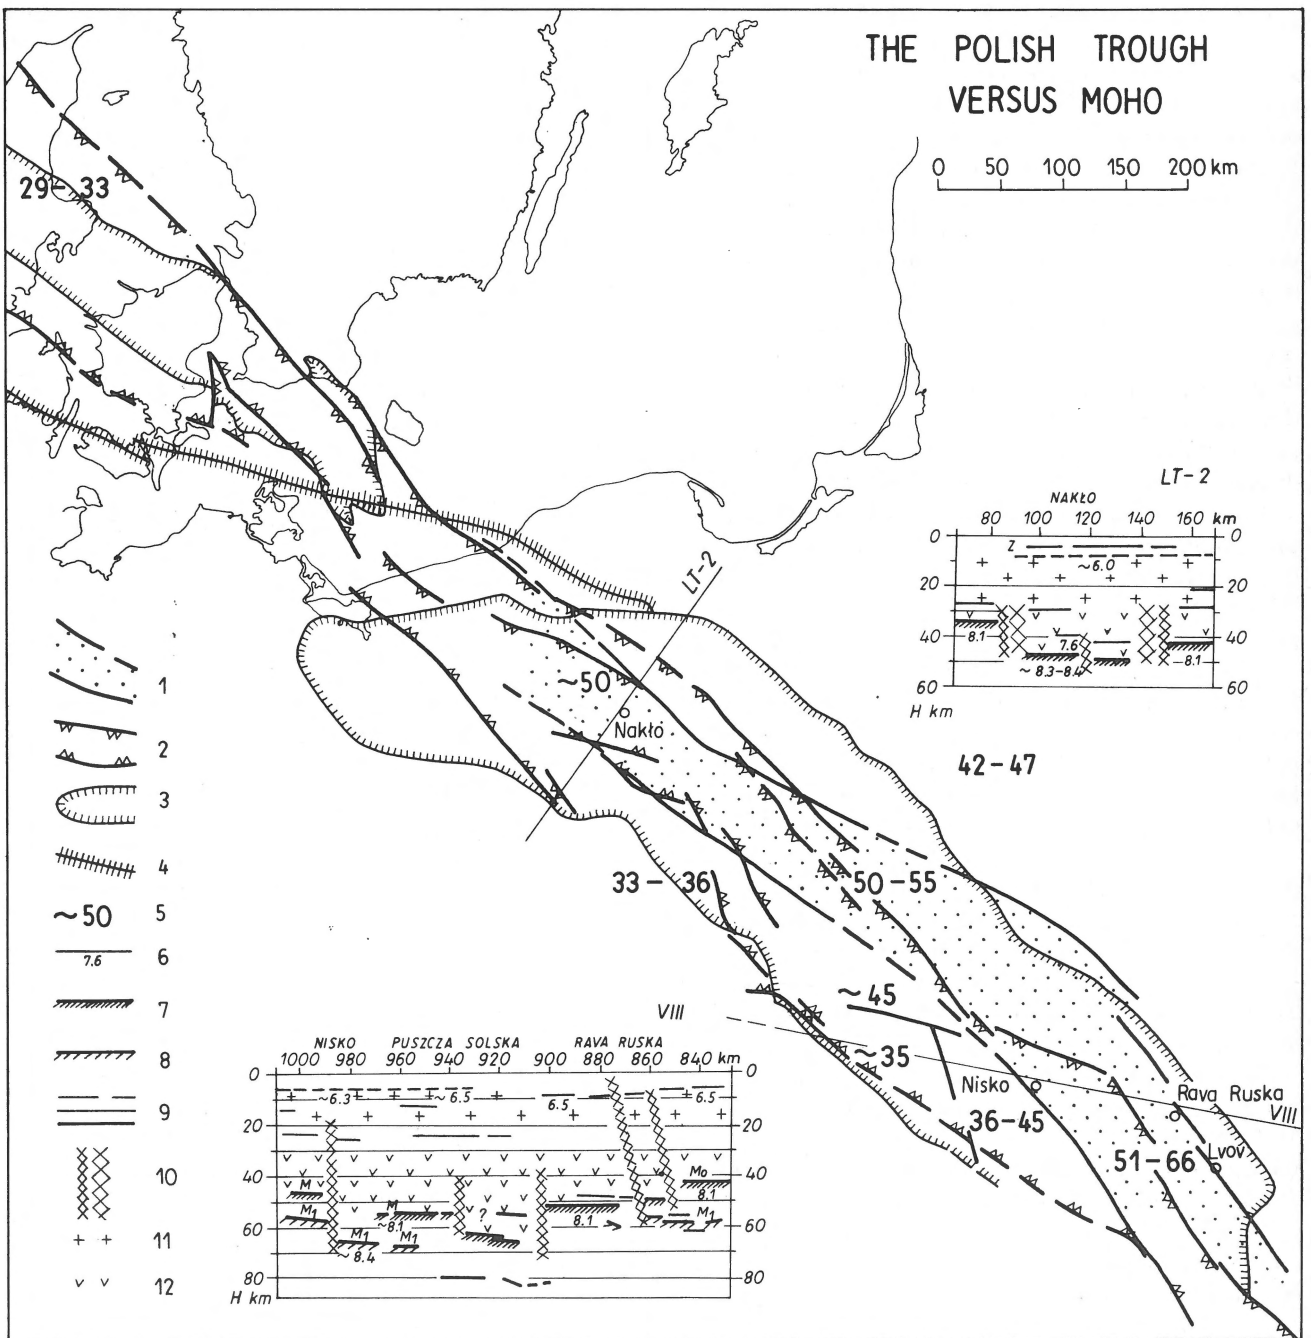 THE POLISH TROUGH
VERSUS MOHO
0 50 100 150 200 km
29-33
LT-2
NAKŁO
80 100 120 140 160 km
0 0
Z
~6.0
20 20
40 40
8.1 7.6 8.1
~8.3-8.4
60 60
H km
LT-2
~50
Nakło
42-47
33-36
50-55
~45
VIII
~35
Nisko
36-45
Rava Ruska
VIII
Lvov
51-66
1
2
3
4
~50 5
7.6 6
7
8
9
10
+ + 11
v v 12
NISKO PUSZCZA SOLSKA RAVA RUSKA
1000 980 960 940 920 900 880 860 840 km
0 0
~6.3 ~6.5 6.5 6.5
20 20
40 40
M M0
8.1
M1 M ~8.1 ? 8.1 M1
60 60
M1 M1
~8.4
80 80
H km